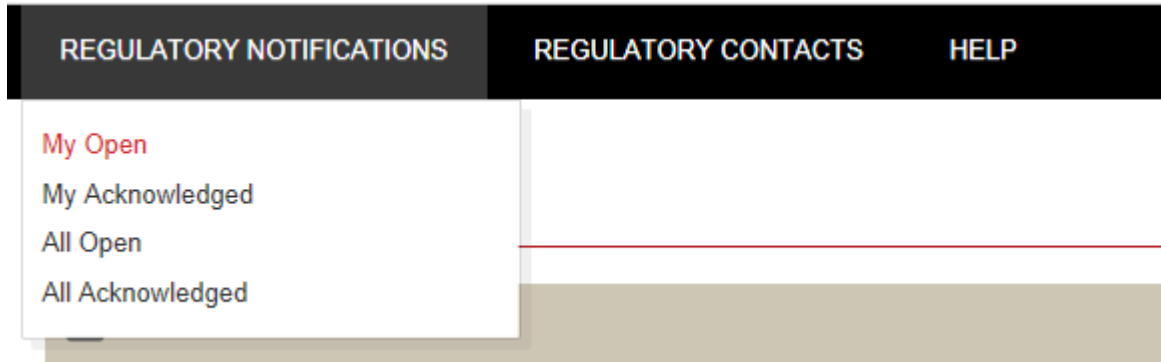 REGULATORY NOTIFICATIONS REGULATORY CONTACTS HELP
My Open
My Acknowledged
All Open
All Acknowledged